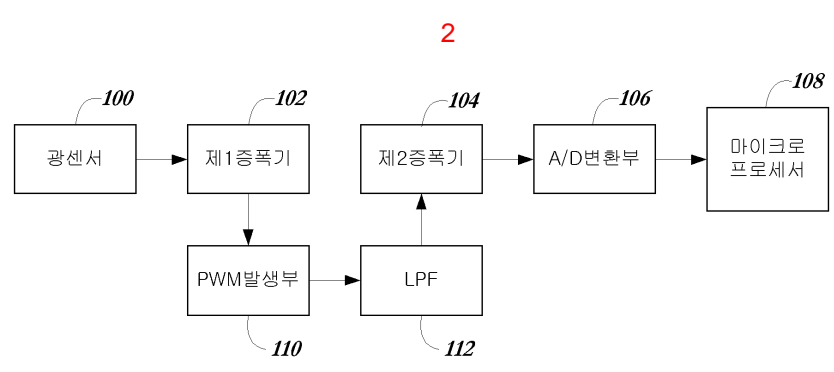 2
100
102
104
106
108
광센서
제1증폭기
제2증폭기
A/D변환부
마이크로
프로세서
PWM발생부
LPF
110
112